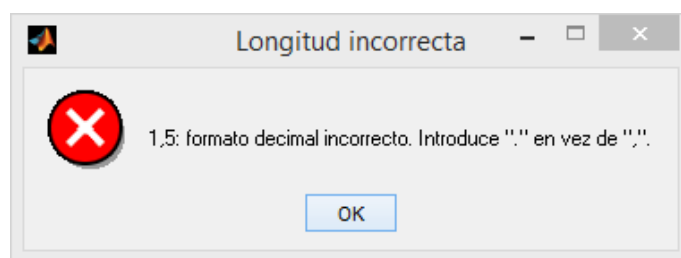 Longitud incorrecta
1,5: formato decimal incorrecto. Introduce "." en vez de ",".
OK